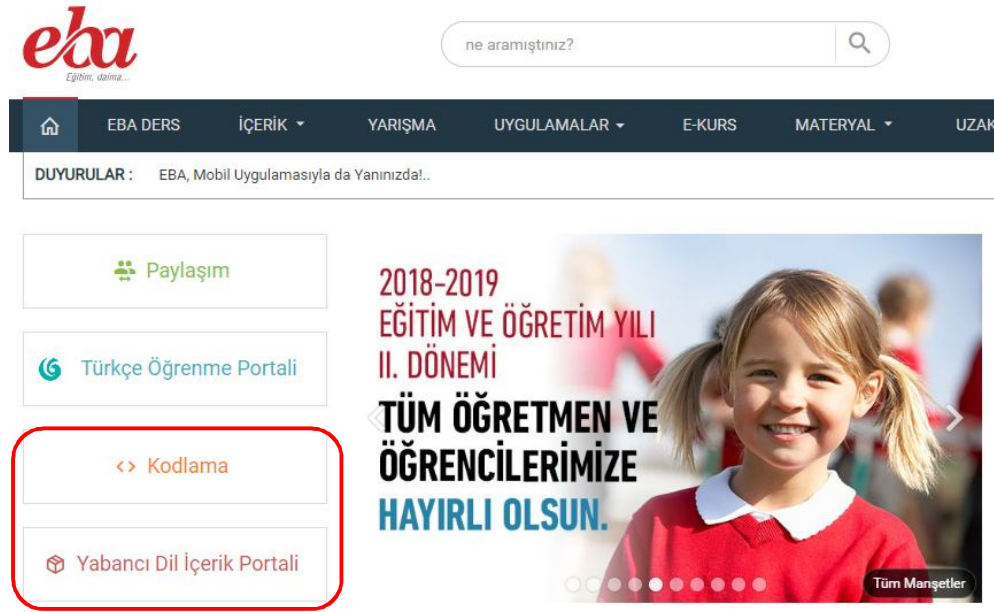 eba
Eğitim, daima...
ne aramıştınız?
EBA DERS İÇERİK YARIŞMA UYGULAMALAR E-KURS MATERYAL UZAK
DUYURULAR : EBA, Mobil Uygulamasıyla da Yanınızda!..
Paylaşım
Türkçe Öğrenme Portali
<> Kodlama
Yabancı Dil İçerik Portali
2018-2019
EĞİTİM VE ÖĞRETİM YILI
II. DÖNEMİ
TÜM ÖĞRETMEN VE
ÖĞRENCİLERİMİZE
HAYIRLI OLSUN.
Tüm Manşetler